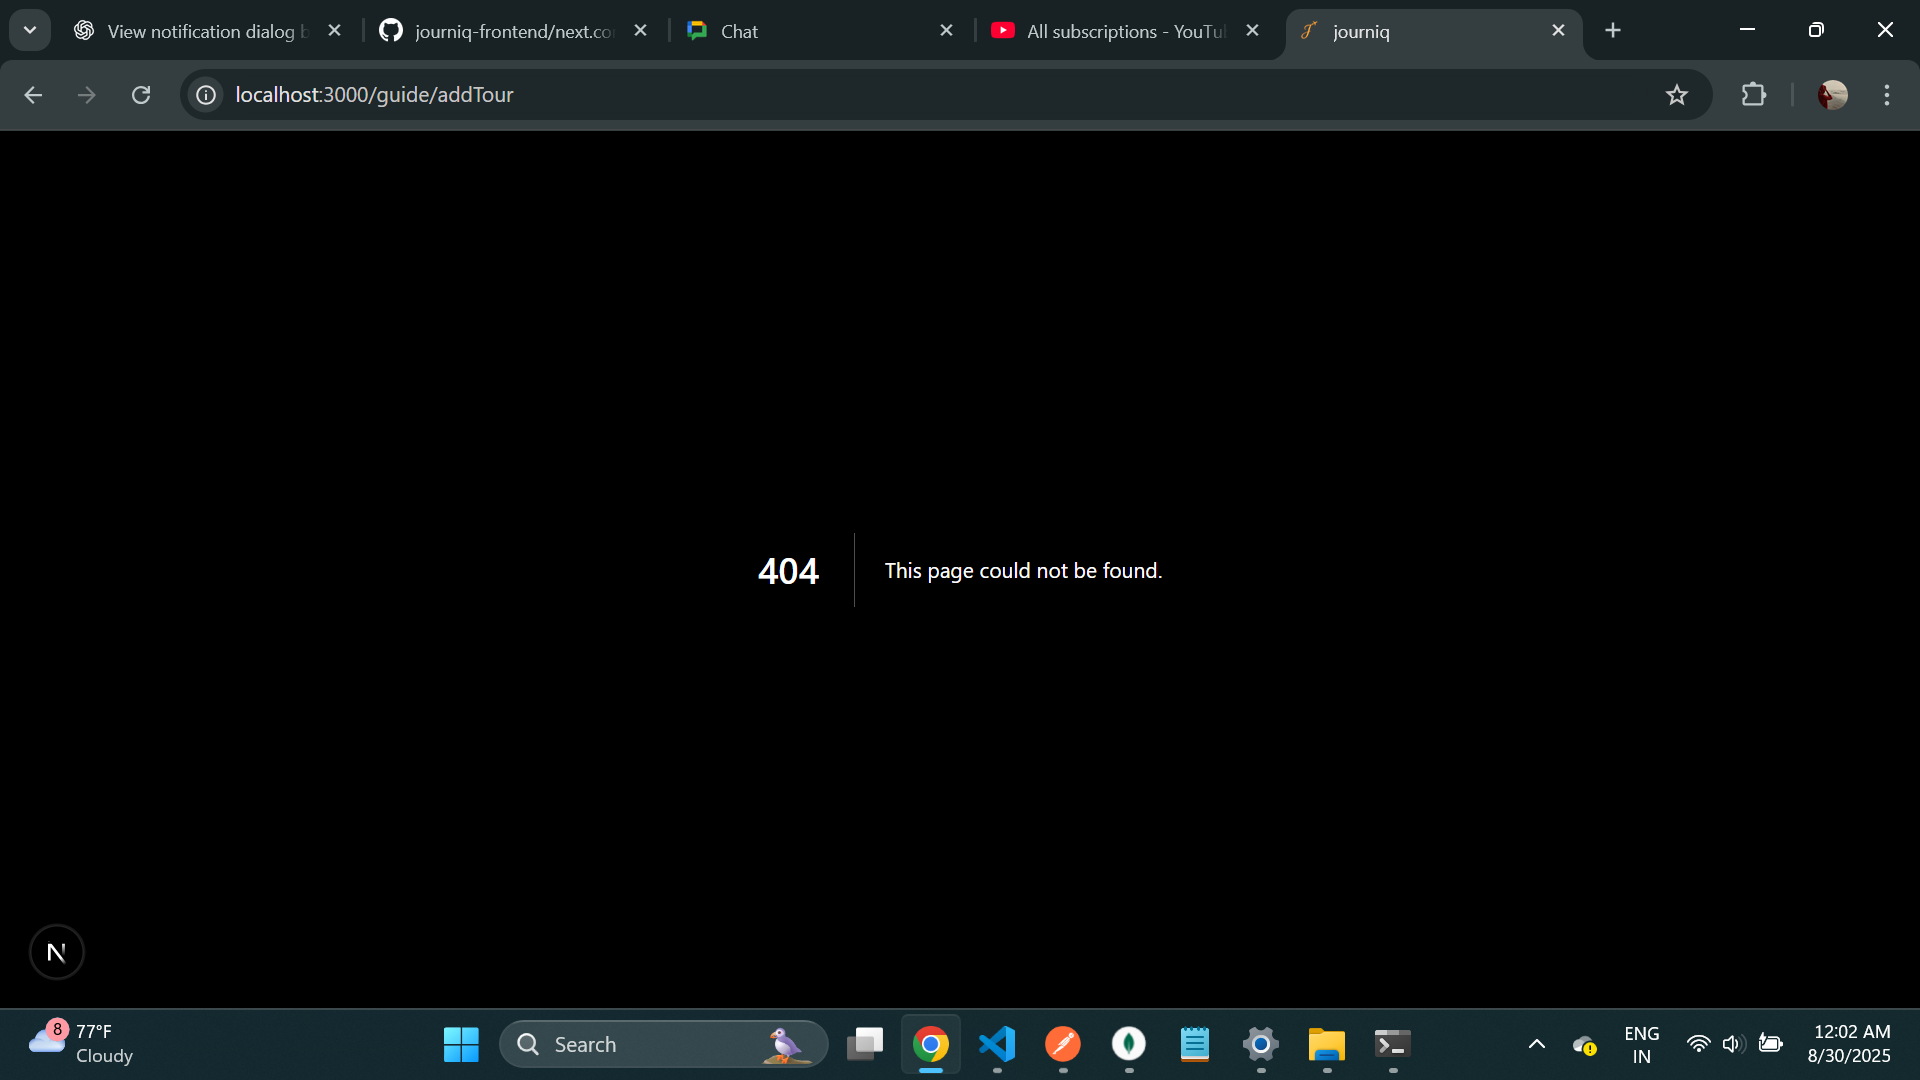 View notification dialog
journiq-frontend/next.co
Chat
All subscriptions - YouTu
journiq
localhost:3000/guide/addTour
404
This page could not be found.
N
8
77°F
Cloudy
Search
ENG
IN
12:02 AM
8/30/2025